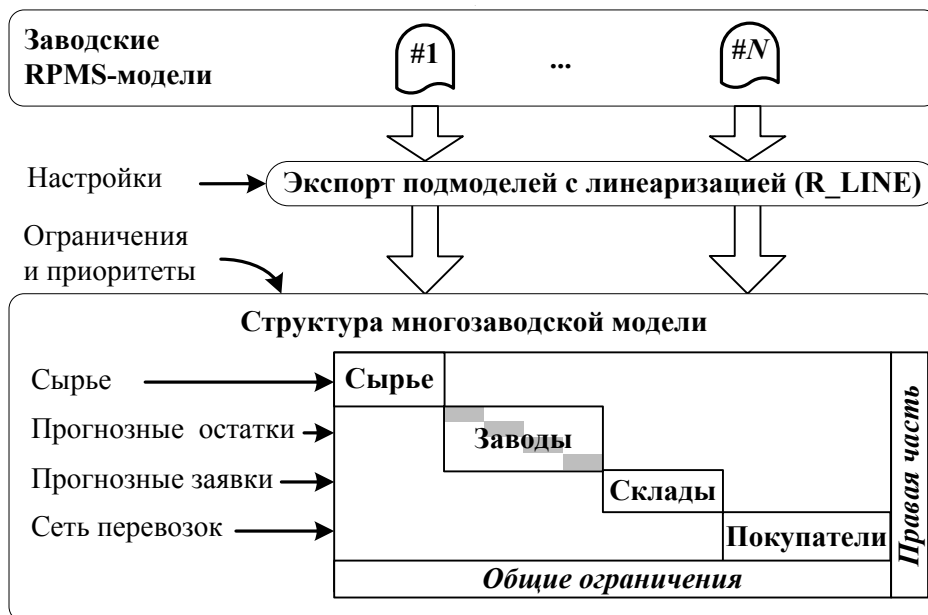 Заводские
RPMS-модели
#1
...
#N
Настройки
Экспорт подмоделей с линеаризацией (R_LINE)
Ограничения
и приоритеты
Структура многозаводской модели
Сырье
Сырье
Прогнозные остатки
Заводы
Прогнозные заявки
Склады
Сеть перевозок
Покупатели
Правая часть
Общие ограничения